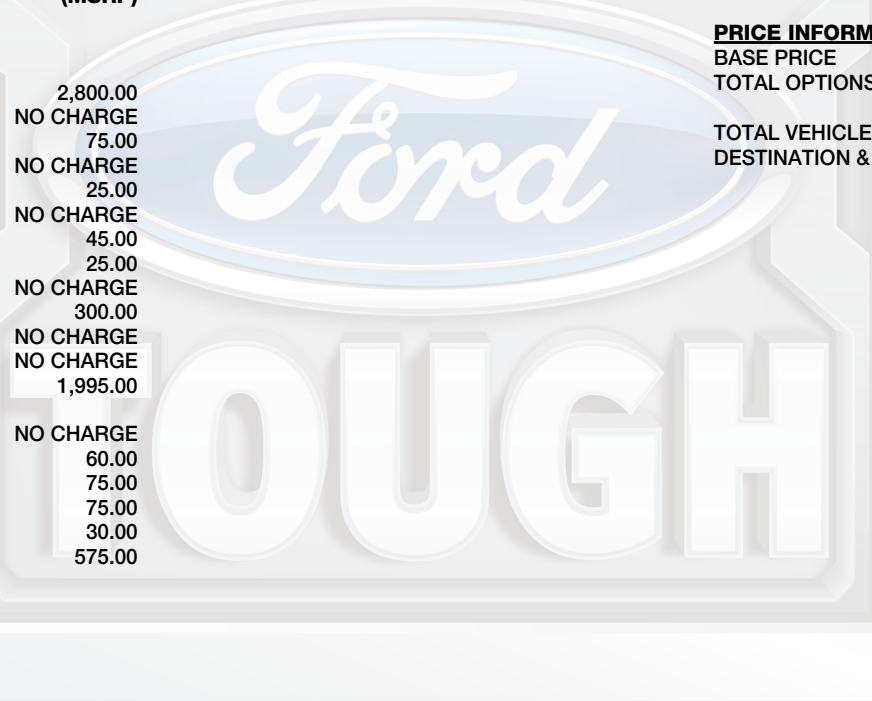 (MSRP)
2,800.00
NO CHARGE
75.00
NO CHARGE
25.00
NO CHARGE
45.00
25.00
NO CHARGE
300.00
NO CHARGE
NO CHARGE
1,995.00
NO CHARGE
60.00
75.00
75.00
30.00
575.00
PRICE INFORM
BASE PRICE
TOTAL OPTIONS
TOTAL VEHICLE
DESTINATION &
Ford
TOUGH